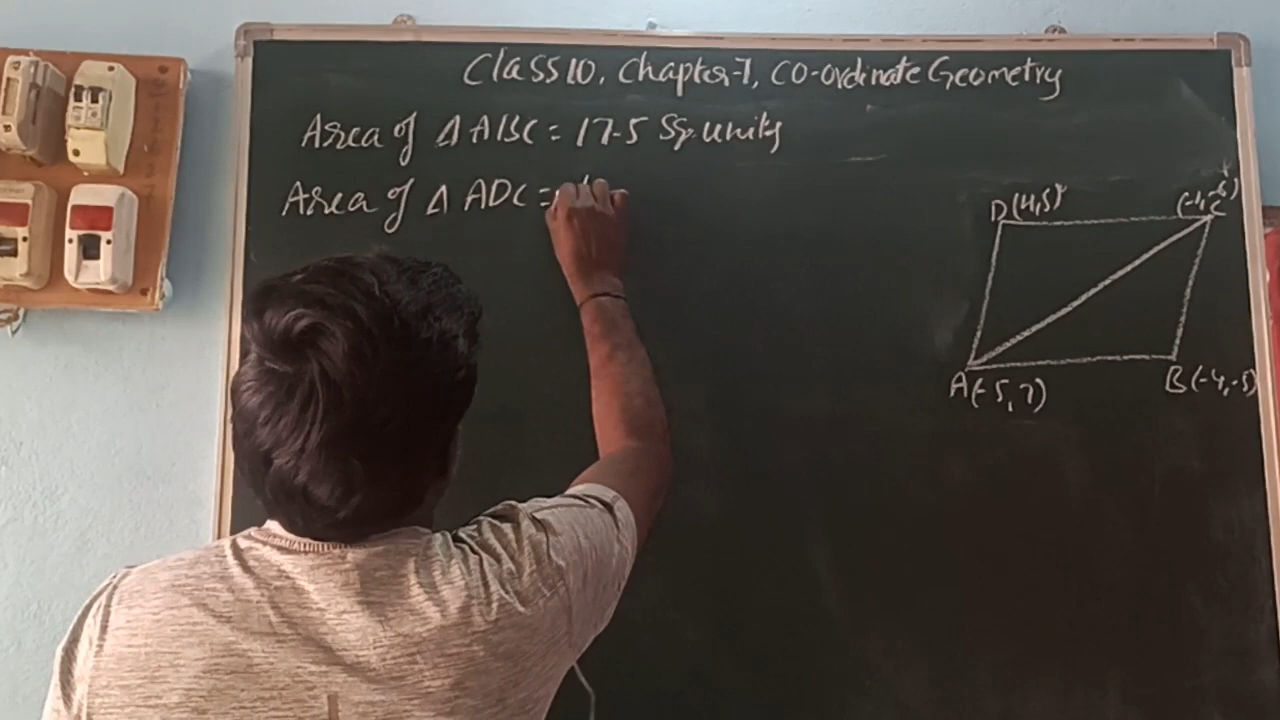 Class 10, Chapter-7, Co-ordinate Geometry
Area of Δ ABC = 17.5 Sq. units
Area of Δ ADC =
D(4,5)
(-1,-6) C
A(-5,7)
B(-4,-5)